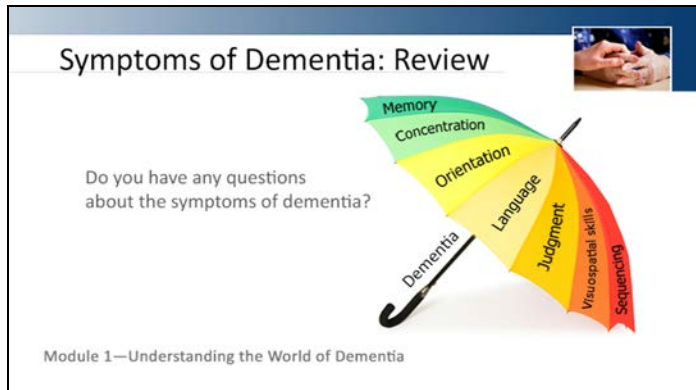 Symptoms of Dementia: Review
Do you have any questions
about the symptoms of dementia?
Memory
Concentration
Orientation
Language
Judgment
Visuospatial skills
Sequencing
Dementia
Module 1—Understanding the World of Dementia